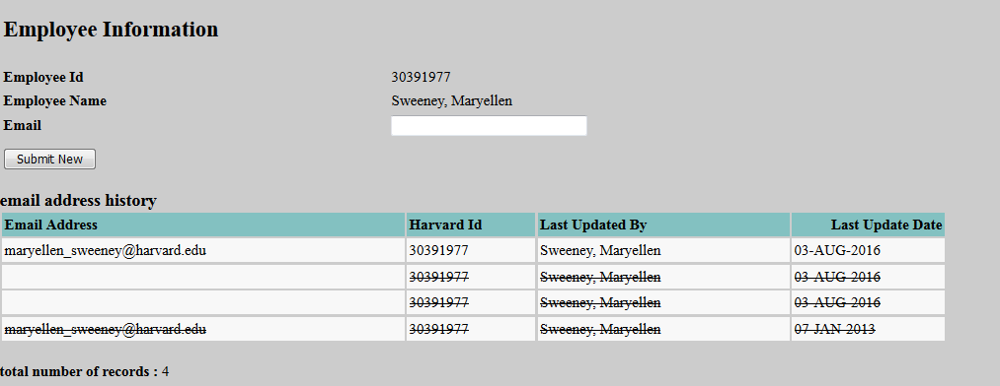 Employee Information
Employee Id 30391977
Employee Name Sweeney, Maryellen
Email
Submit New
email address history
Email Address Harvard Id Last Updated By Last Update Date
maryellen_sweeney@harvard.edu 30391977 Sweeney, Maryellen 03-AUG-2016
30391977 Sweeney, Maryellen 03-AUG-2016
30391977 Sweeney, Maryellen 03-AUG-2016
maryellen_sweeney@harvard.edu 30391977 Sweeney, Maryellen 07-JAN-2013
total number of records : 4